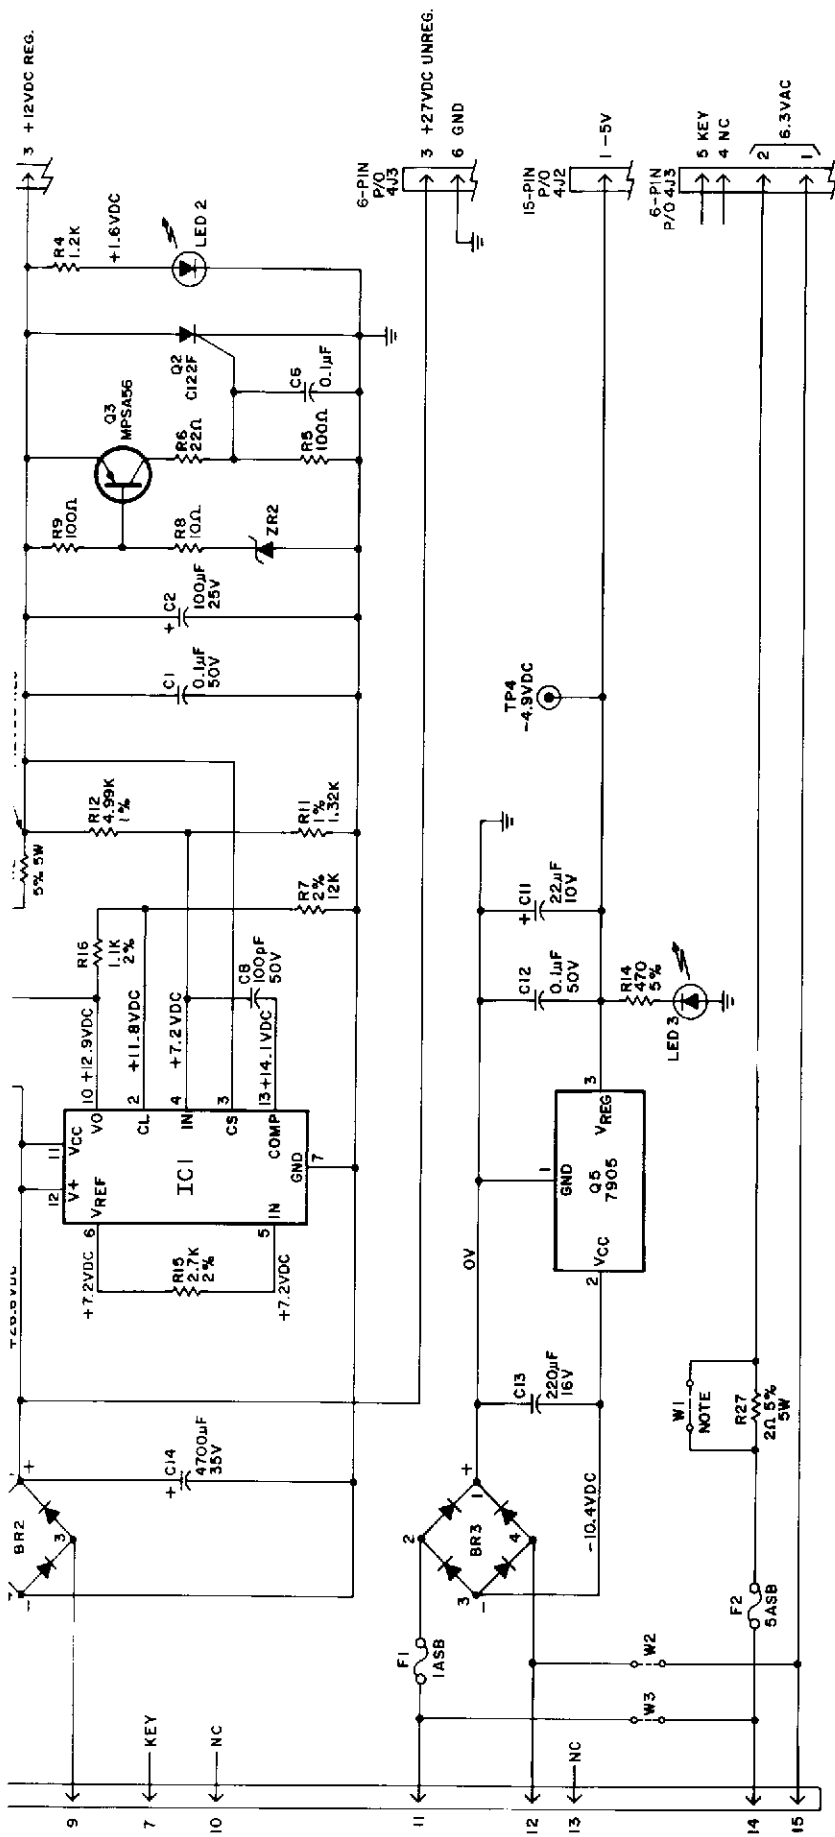 3 +12VDC REG.
R4
1.2K
+1.6VDC
LED 2
Q2
C122F
C6
0.1µF
Q3
MPSA56
R6
22Ω
R5
100Ω
R9
100Ω
R8
10Ω
ZR2
+ C2
100µF
25V
C1
0.1µF
50V
R12
4.99K
1%
R11
1%
1.32K
5% 5W
R7
2%
12K
R16
1.1K
2%
C8
100pF
50V
10 +12.9VDC
2 +11.8VDC
4 +7.2VDC
3
13 +14.1VDC
VO
CL
IN
CS
COMP
11
VCC
12
V+
IC1
GND
7
VREF
IN
6
5
+7.2VDC
R15
2.7K
2%
+7.2VDC
+
BR2
3
-
+ C14
4700µF
35V
6-PIN
P/O
4J3
3 +27VDC UNREG.
6 GND
15-PIN
P/O
4J2
1 -5V
TP4
-4.9VDC
+ C11
22µF
10V
C12
0.1µF
50V
R14
470
5%
LED 3
3
VREG
1
GND
Q5
7905
VCC
2
0V
C13
220µF
16V
-10.4VDC
+
1
2
BR3
4
3
-
F1
1ASB
6-PIN
P/O 4J3
5 KEY
4 NC
2
1
6.3VAC
W1
NOTE
R27
2Ω 5%
5W
F2
5ASB
W2
W3
9
7
KEY
10
NC
11
12
13
NC
14
15